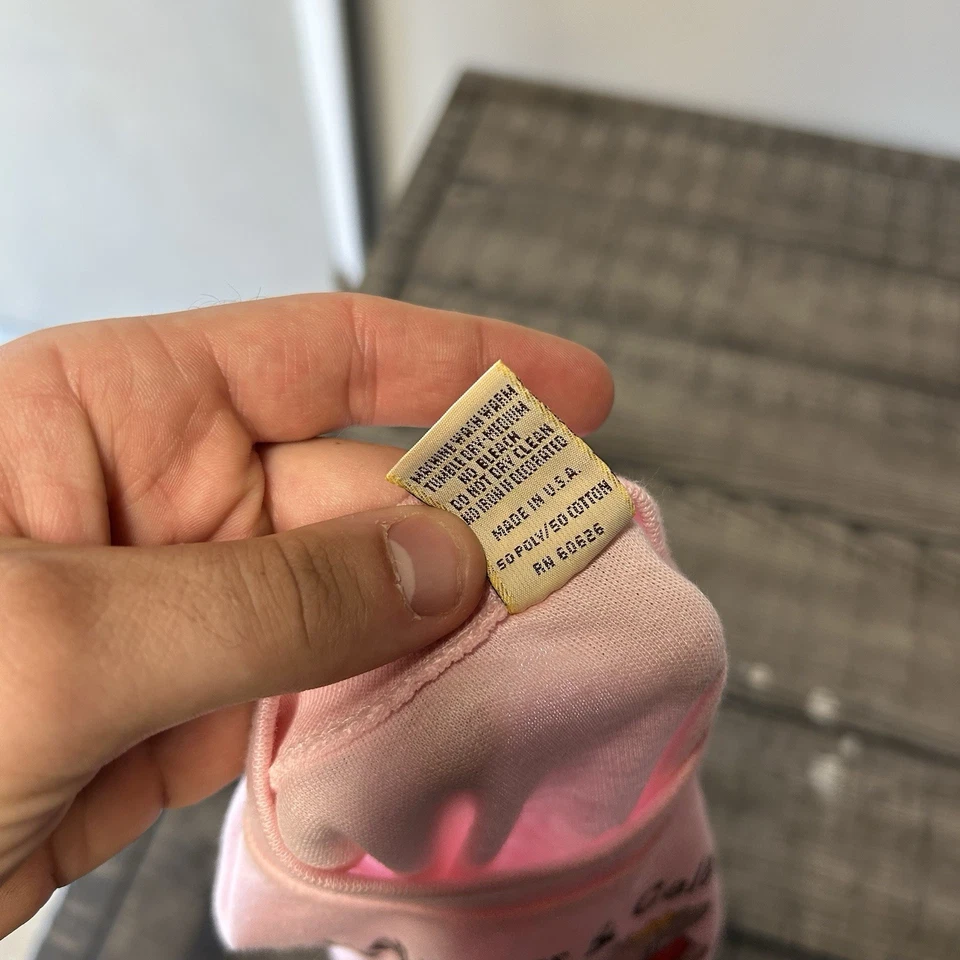 MACHINE WASH WARM
TUMBLE DRY MEDIUM
NO BLEACH
DO NOT DRY CLEAN
NO IRON IF DECORATED
MADE IN U.S.A.
50 POLY/50 COTTON
RN 60626
&